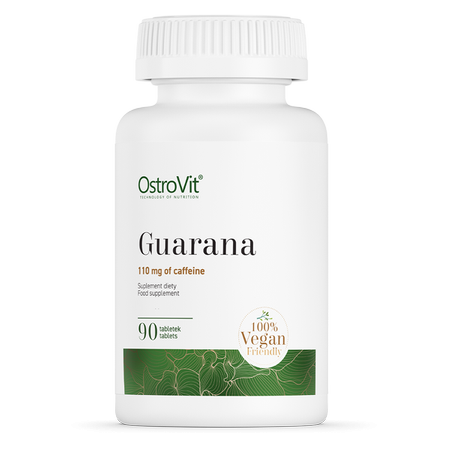 OstroVit®
TECHNOLOGY OF NUTRITION
Guarana
110 mg of caffeine
Suplement diety
Food supplement
90 tabletek
tablets
100%
Vegan
Friendly